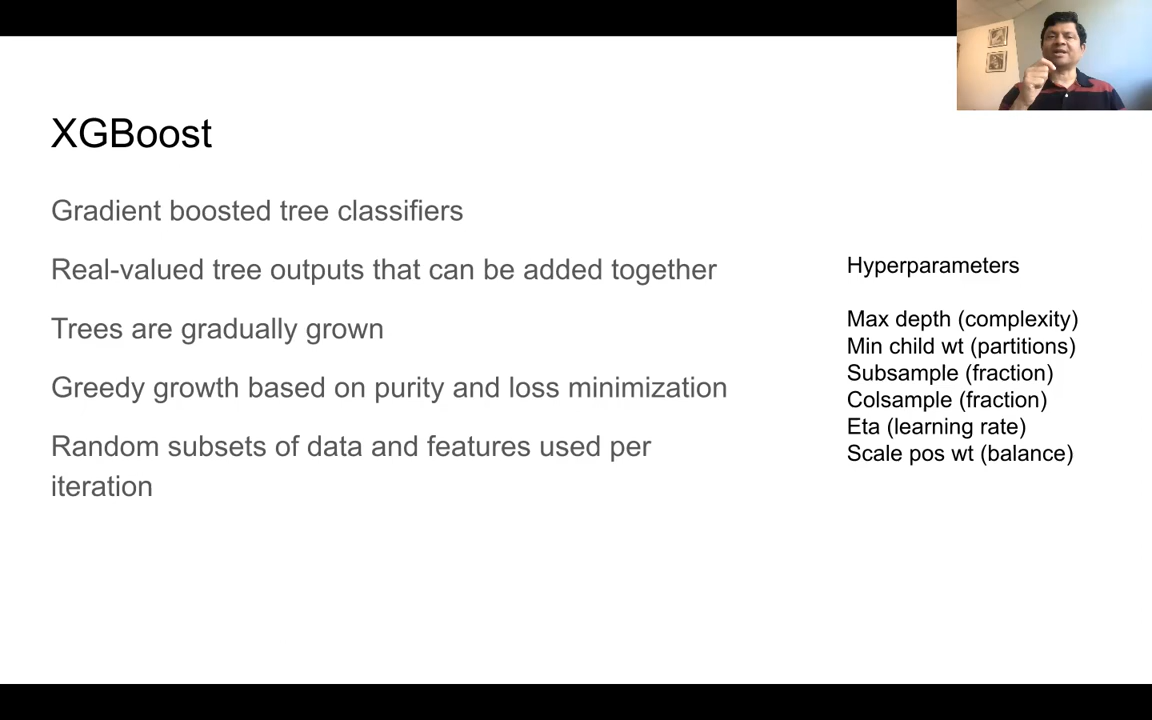 XGBoost
Gradient boosted tree classifiers
Real-valued tree outputs that can be added together
Trees are gradually grown
Greedy growth based on purity and loss minimization
Random subsets of data and features used per
iteration
Hyperparameters
Max depth (complexity)
Min child wt (partitions)
Subsample (fraction)
Colsample (fraction)
Eta (learning rate)
Scale pos wt (balance)